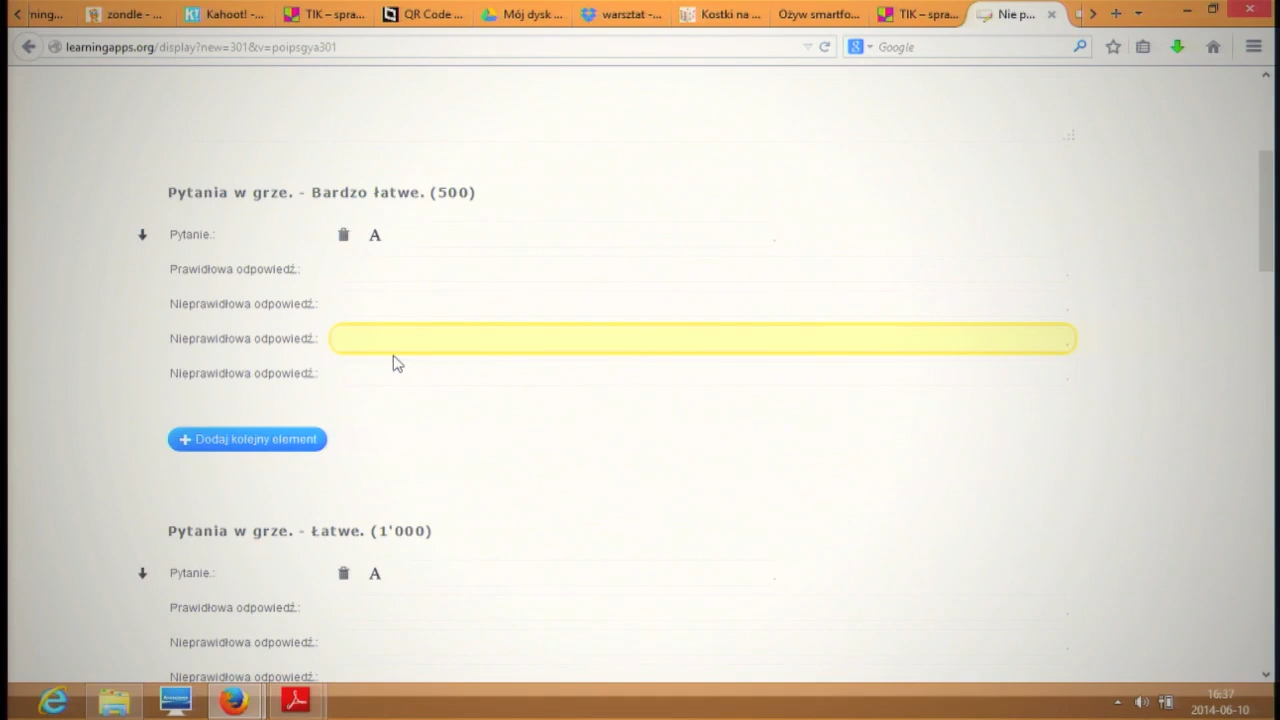 ning... zondle - ... Kahoot! -... TIK – spra... QR Code ... Mój dysk ... warsztat -... Kostki na ... Ożyw smartfo... TIK – spra... Nie p...
learningapps.org/display?new=301&v=poipsgya301 Google
Pytania w grze. - Bardzo łatwe. (500)
Pytanie.: A
Prawidłowa odpowiedź.:
Nieprawidłowa odpowiedź.:
Nieprawidłowa odpowiedź.:
Nieprawidłowa odpowiedź.:
Dodaj kolejny element
Pytania w grze. - Łatwe. (1'000)
Pytanie.: A
Prawidłowa odpowiedź.:
Nieprawidłowa odpowiedź.:
Nieprawidłowa odpowiedź.:
16:37
2014-06-10